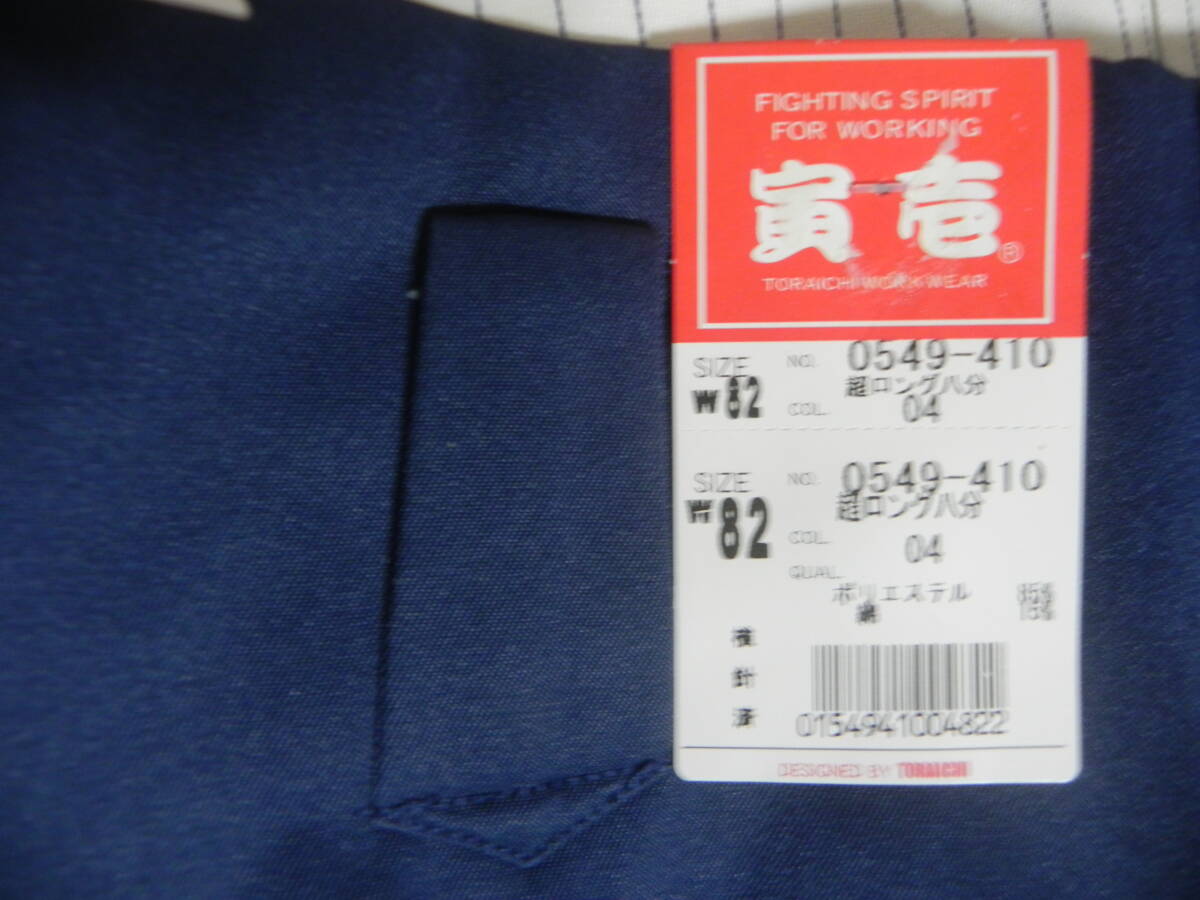 FIGHTING SPIRIT
FOR WORKING
寅壱®
TORAICHI WORK WEAR
SIZE NO. 0549-410
超ロング八分
W82 COL. 04
SIZE NO. 0549-410
超ロング八分
W82 COL. 04
QUAL.
ポリエステル 85%
綿 15%
検針済
0154941004822
DESIGNED BY TORAICHI